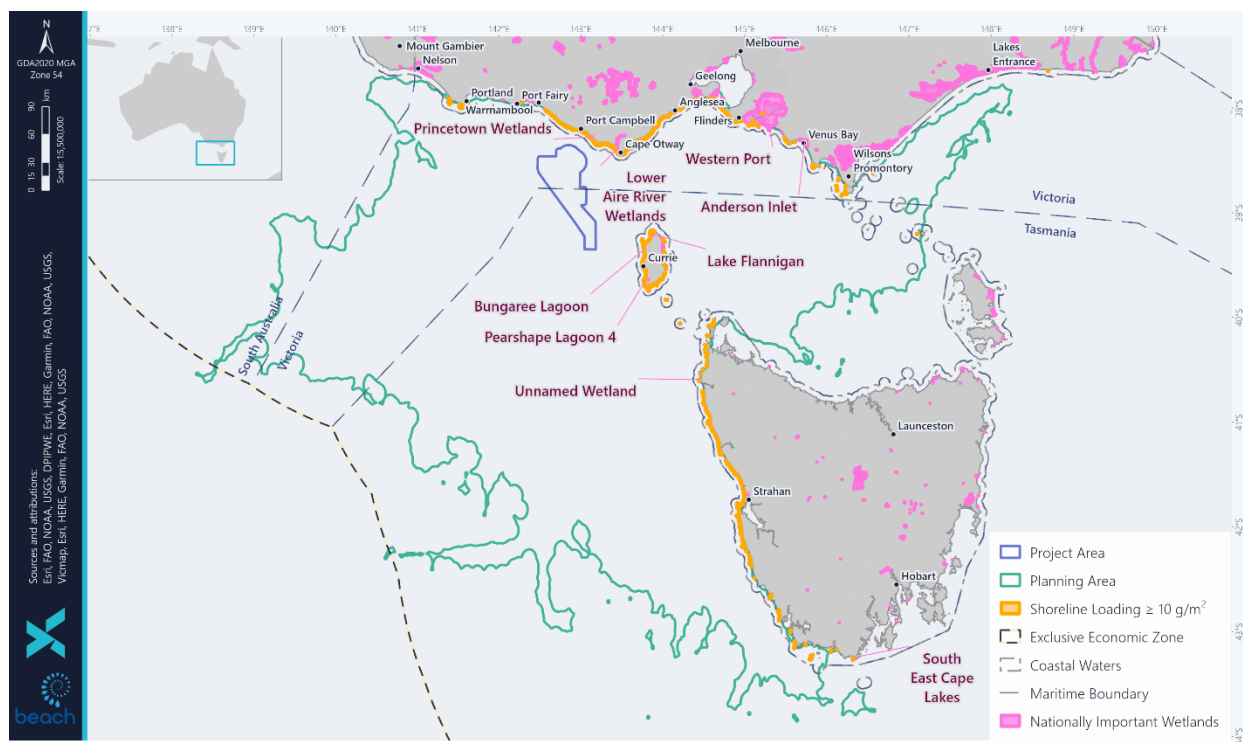 N
GDA2020 MGA
Zone 54
0 15 30 60 90
km
Scale: 1:5,500,000
Sources and attributions:
Esri, FAO, NOAA, USGS, DPIPWE, Esri, HERE, Garmin, FAO, NOAA, USGS,
Vicmap, Esri, HERE, Garmin, FAO, NOAA, USGS
beach
7°E
138°E
139°E
140°E
141°E
142°E
143°E
144°E
145°E
146°E
147°E
148°E
149°E
150°E
38°S
39°S
40°S
41°S
42°S
43°S
44°S
Mount Gambier
Nelson
Portland
Port Fairy
Warrnambool
Princetown Wetlands
Port Campbell
Cape Otway
Melbourne
Geelong
Anglesea
Flinders
Lakes
Entrance
Venus Bay
Wilsons
Promontory
Western Port
Lower
Aire River
Wetlands
Anderson Inlet
Victoria
Tasmania
Currie
Lake Flannigan
Bungaree Lagoon
Pearshape Lagoon 4
South Australia
Victoria
Unnamed Wetland
Launceston
Strahan
Hobart
South
East Cape
Lakes
Project Area
Planning Area
Shoreline Loading ≥ 10 g/m²
Exclusive Economic Zone
Coastal Waters
Maritime Boundary
Nationally Important Wetlands